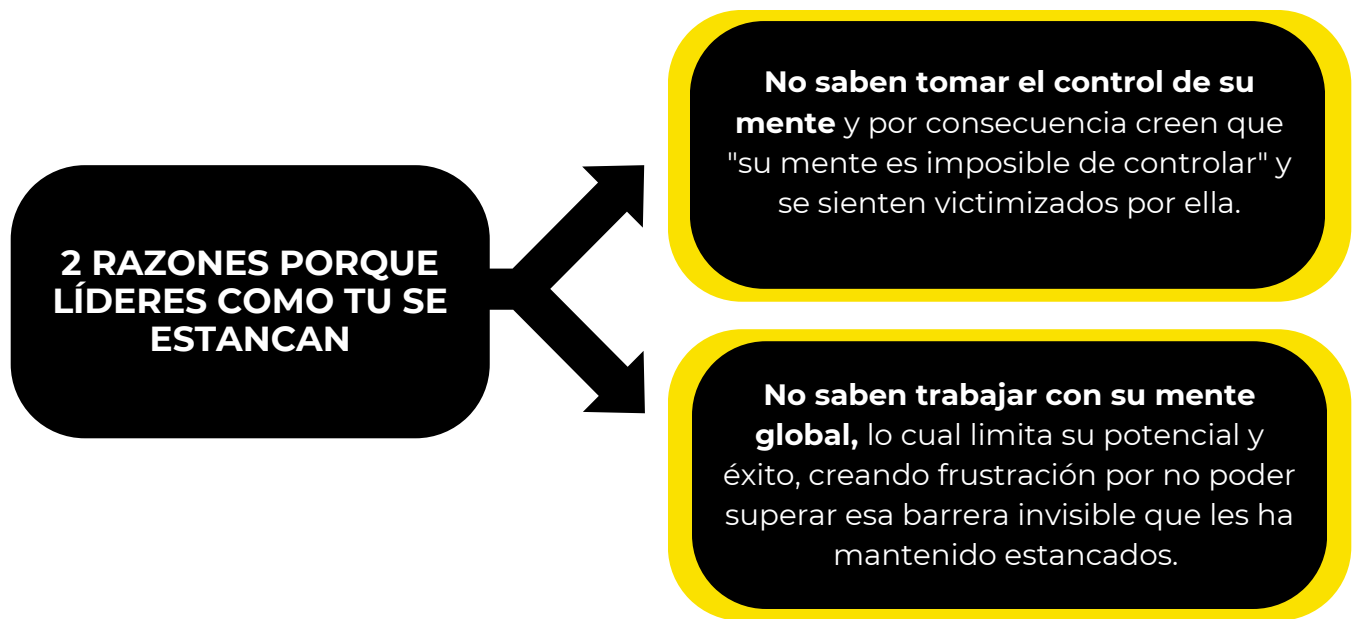 2 RAZONES PORQUE
LÍDERES COMO TU SE
ESTANCAN
No saben tomar el control de su
mente y por consecuencia creen que
"su mente es imposible de controlar" y
se sienten victimizados por ella.
No saben trabajar con su mente
global, lo cual limita su potencial y
éxito, creando frustración por no poder
superar esa barrera invisible que les ha
mantenido estancados.